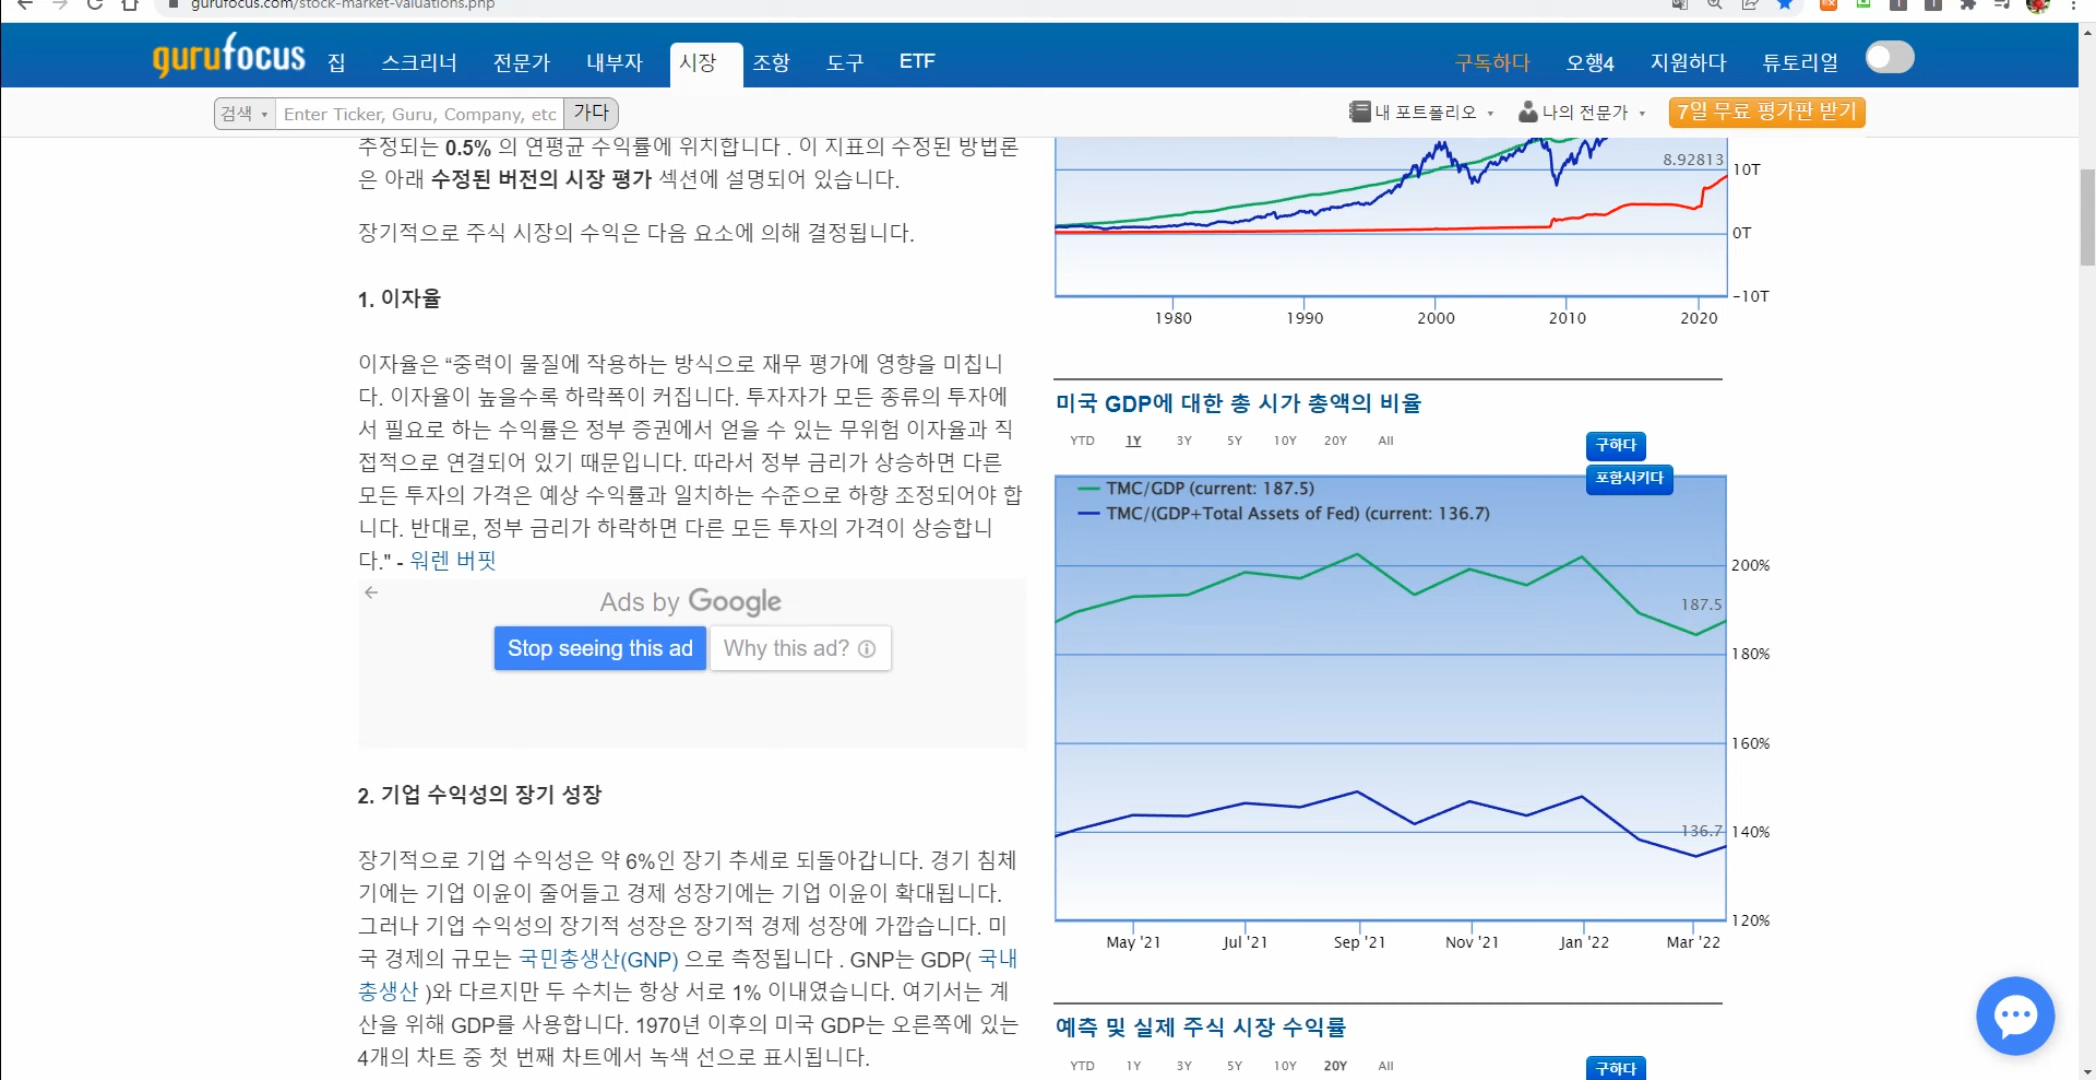 gurufocus.com/stock-market-valuations.php
gurufocus 집 스크리너 전문가 내부자 시장 조항 도구 ETF 구독하다 오행4 지원하다 튜토리얼
검색 Enter Ticker, Guru, Company, etc 가다 내 포트폴리오 나의 전문가 7일 무료 평가판 받기
추정되는 0.5% 의 연평균 수익률에 위치합니다 . 이 지표의 수정된 방법론
은 아래 수정된 버전의 시장 평가 섹션에 설명되어 있습니다.
장기적으로 주식 시장의 수익은 다음 요소에 의해 결정됩니다.
1. 이자율
이자율은 “중력이 물질에 작용하는 방식으로 재무 평가에 영향을 미칩니
다. 이자율이 높을수록 하락폭이 커집니다. 투자자가 모든 종류의 투자에
서 필요로 하는 수익률은 정부 증권에서 얻을 수 있는 무위험 이자율과 직
접적으로 연결되어 있기 때문입니다. 따라서 정부 금리가 상승하면 다른
모든 투자의 가격은 예상 수익률과 일치하는 수준으로 하향 조정되어야 합
니다. 반대로, 정부 금리가 하락하면 다른 모든 투자의 가격이 상승합니
다." - 워렌 버핏
Ads by Google
Stop seeing this ad Why this ad?
2. 기업 수익성의 장기 성장
장기적으로 기업 수익성은 약 6%인 장기 추세로 되돌아갑니다. 경기 침체
기에는 기업 이윤이 줄어들고 경제 성장기에는 기업 이윤이 확대됩니다.
그러나 기업 수익성의 장기적 성장은 장기적 경제 성장에 가깝습니다. 미
국 경제의 규모는 국민총생산(GNP) 으로 측정됩니다 . GNP는 GDP( 국내
총생산 )와 다르지만 두 수치는 항상 서로 1% 이내였습니다. 여기서는 계
산을 위해 GDP를 사용합니다. 1970년 이후의 미국 GDP는 오른쪽에 있는
4개의 차트 중 첫 번째 차트에서 녹색 선으로 표시됩니다.
8.92813
10T
0T
-10T
1980 1990 2000 2010 2020
미국 GDP에 대한 총 시가 총액의 비율
YTD 1Y 3Y 5Y 10Y 20Y All
구하다
포함시키다
TMC/GDP (current: 187.5)
TMC/(GDP+Total Assets of Fed) (current: 136.7)
200%
187.5
180%
160%
136.7 140%
120%
May '21 Jul '21 Sep '21 Nov '21 Jan '22 Mar '22
예측 및 실제 주식 시장 수익률
YTD 1Y 3Y 5Y 10Y 20Y All
구하다